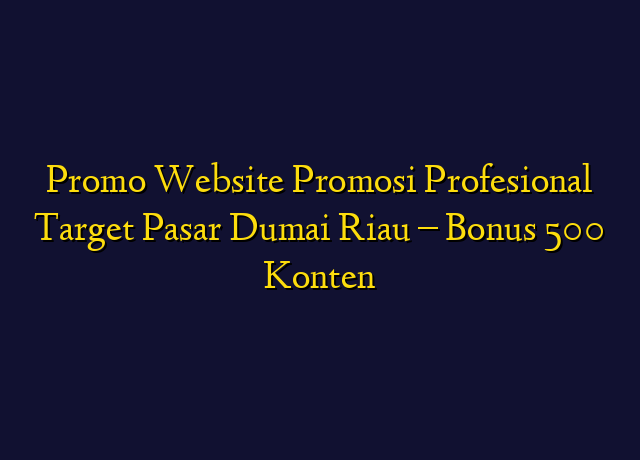 Promo Website Promosi Profesional
Target Pasar Dumai Riau – Bonus 500
Konten